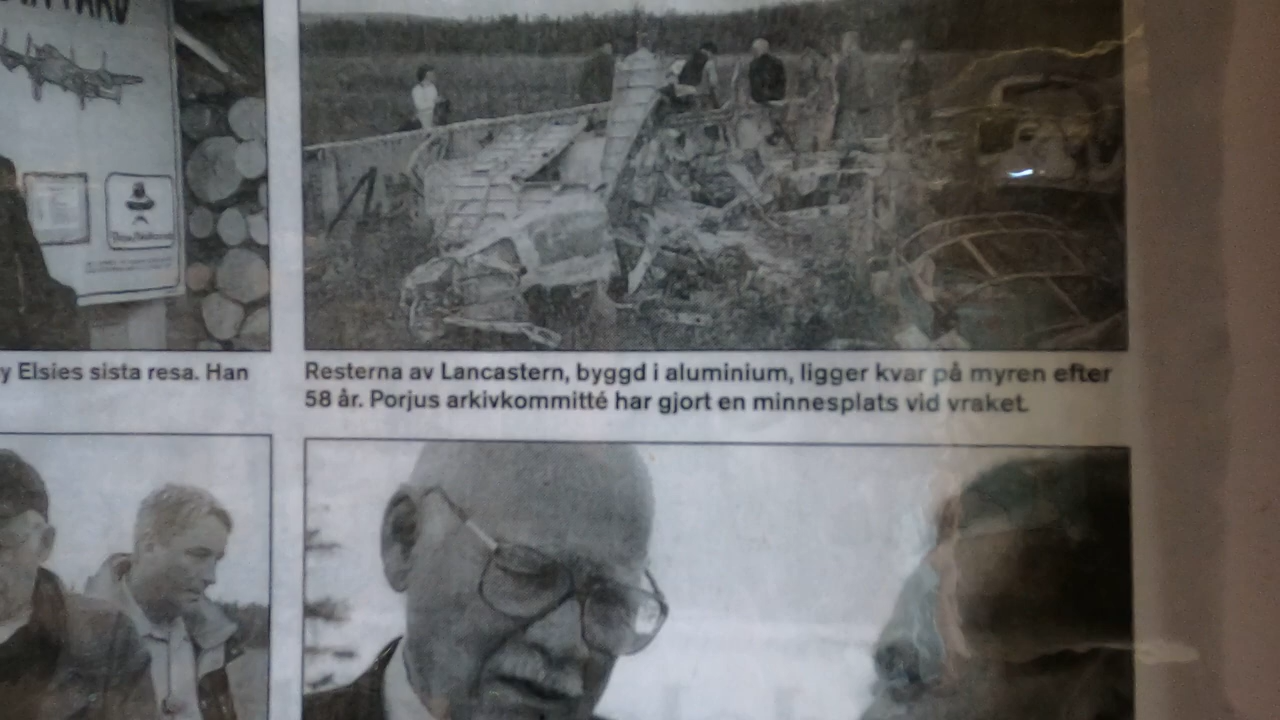 y Elsies sista resa. Han
Resterna av Lancastern, byggd i aluminium, ligger kvar på myren efter
58 år. Porjus arkivkommitté har gjort en minnesplats vid vraket.